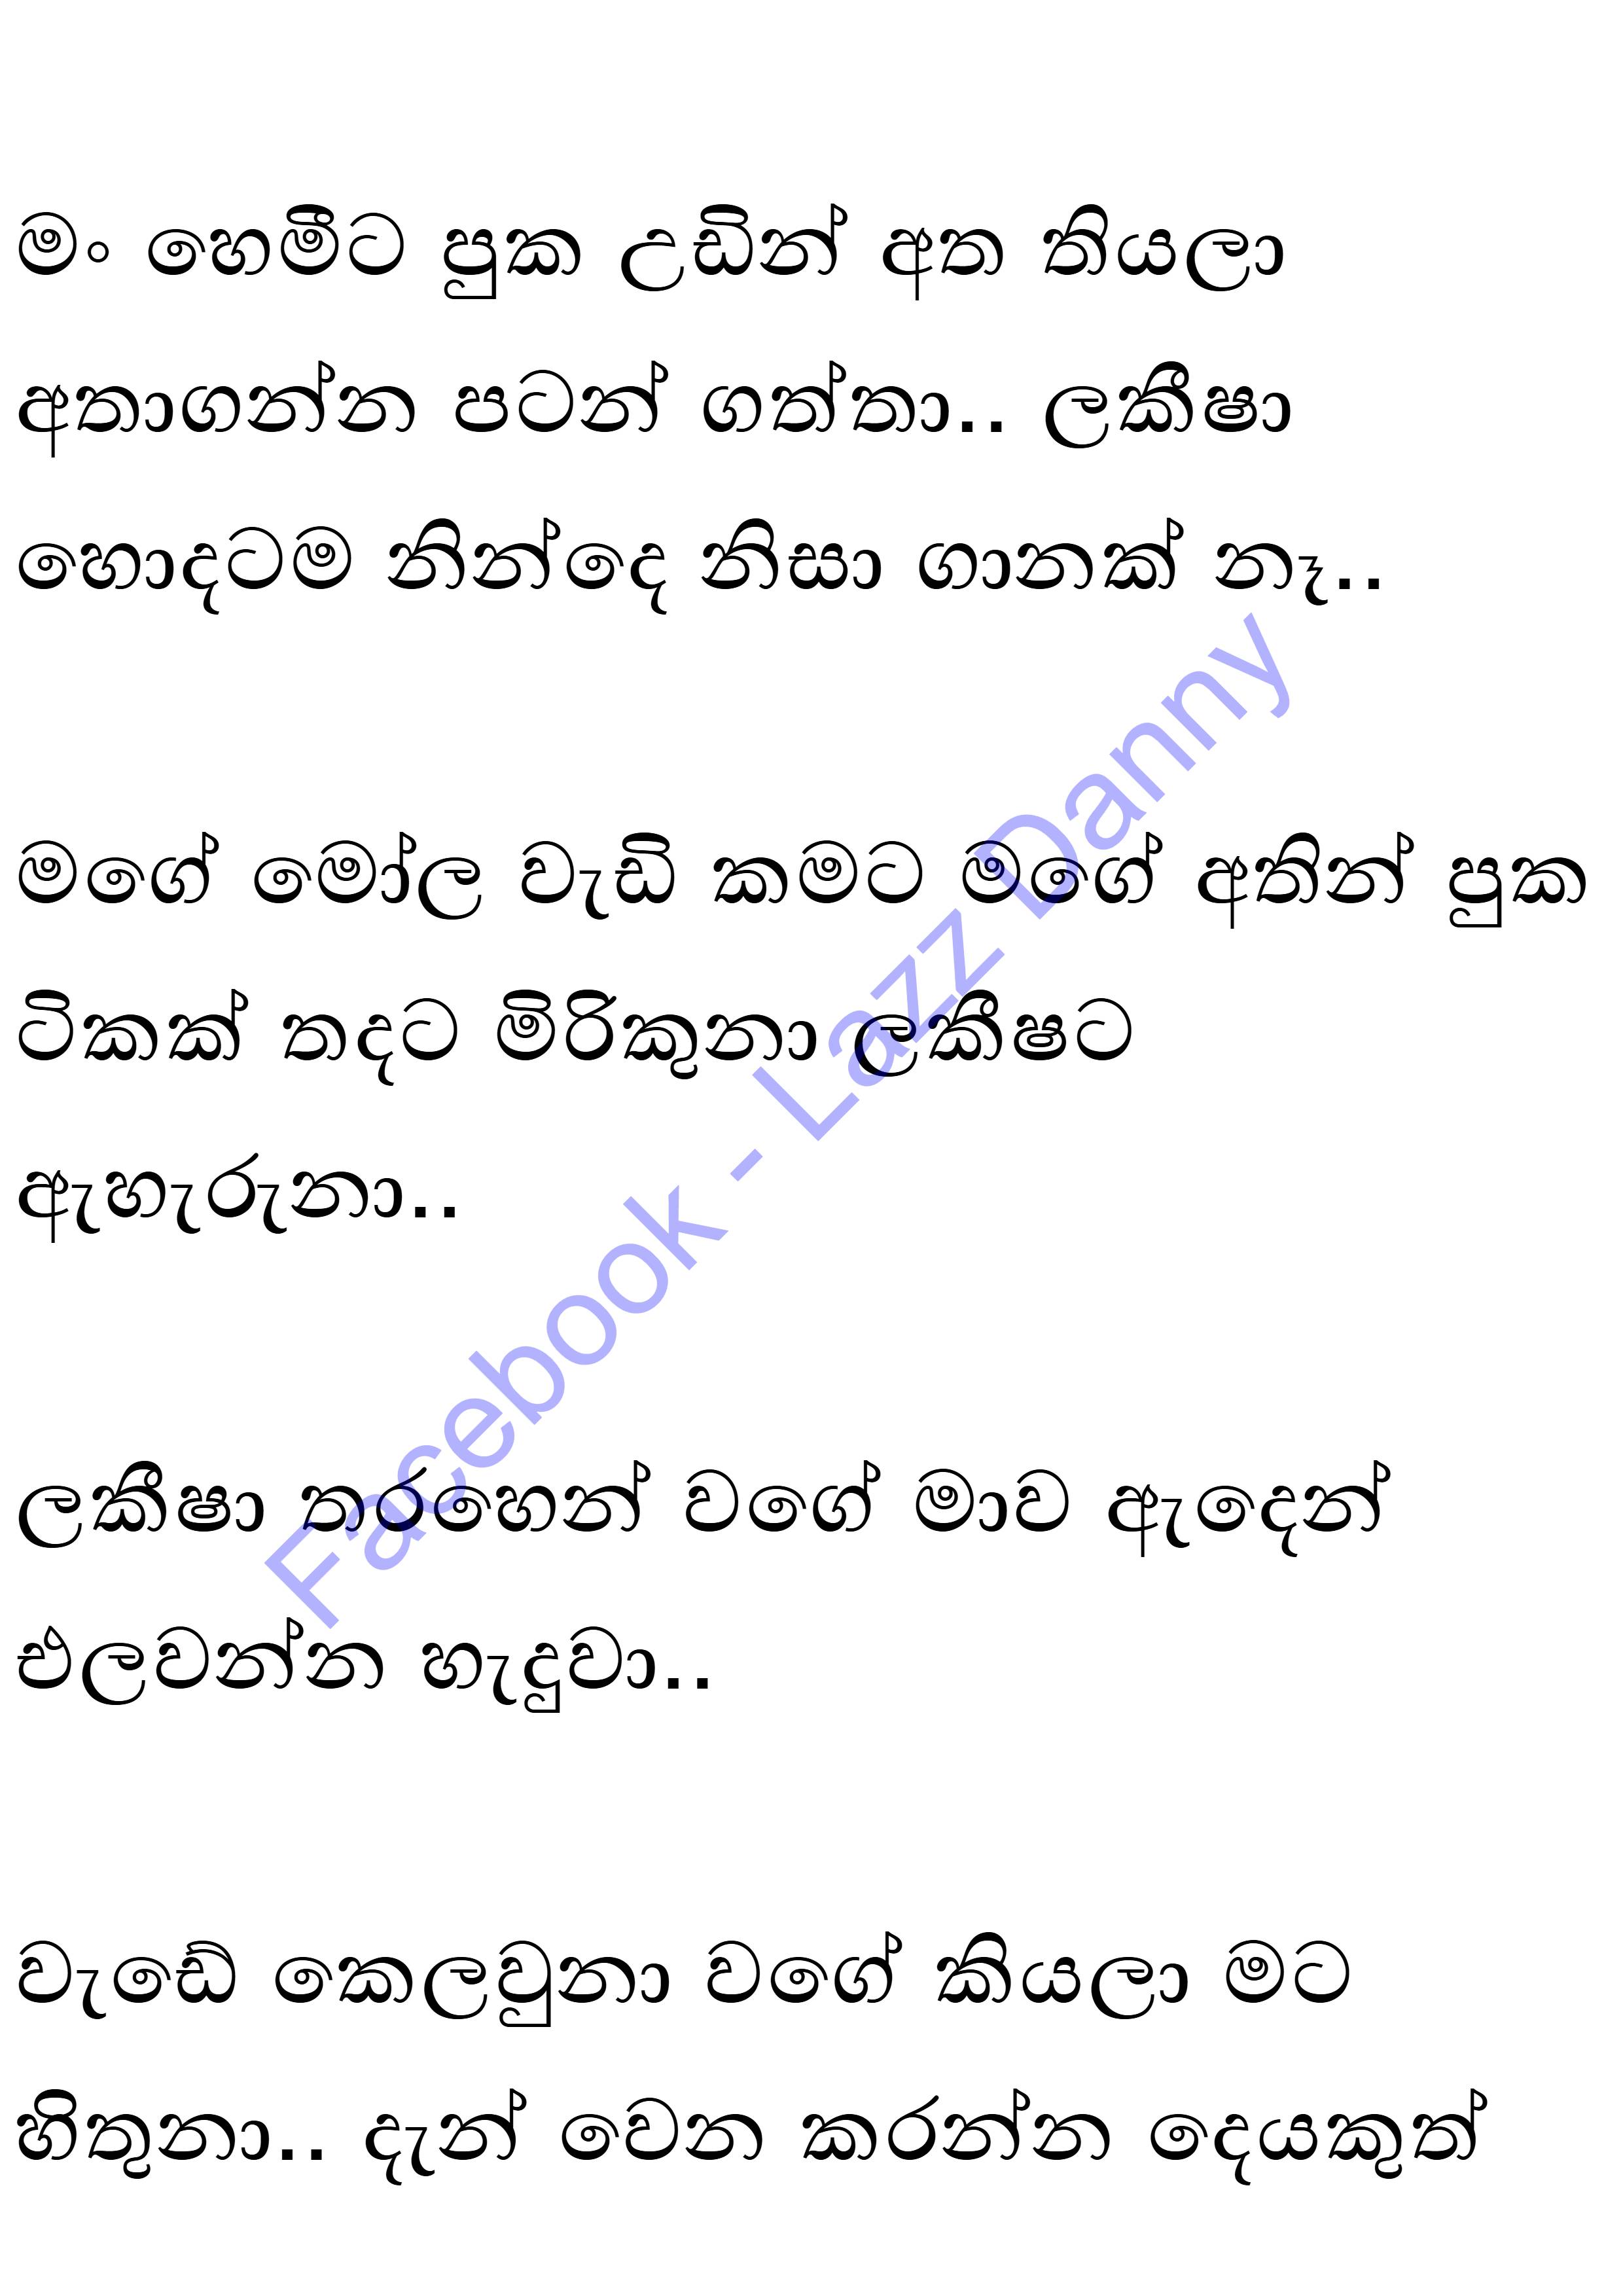 මං හෙමීට පුක උඩින් අත තියලා
අතාගන්න පටන් ගත්තා.. ලකීෂා
හොදටම නින්දෙ නිසා ගානක් නෑ..
මගේ මෝල වැඩි කමට මගේ අතින් පුක
ටිකක් තදට මිරිකුනා ලකීෂට
ඇහැරුනා..
ලකීෂා තරහෙන් වගේ මාව ඇදෙන්
එලවන්න හැදුවා..
වැඩේ කෙලවුනා වගේ කියලා මට
හිතුනා.. දැන් වෙන කරන්න දෙයකුත්
Facebook - Lazz Danny